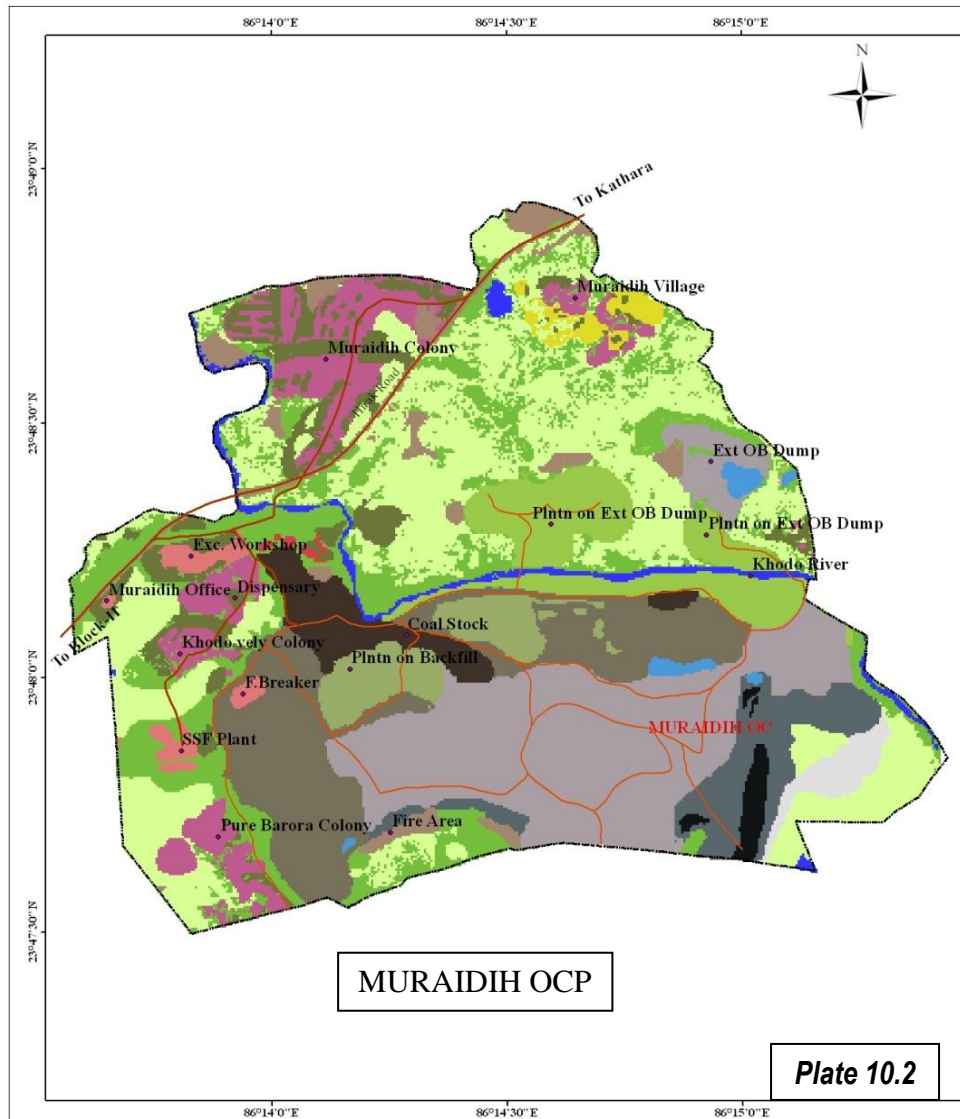 86°14'0"E
86°14'30"E
86°15'0"E
N
23°49'0"N
To Kathara
Muraidih Village
Muraidih Colony
23°48'30"N
Ext OB Dump
Plntn on Ext OB Dump
Plntn on Ext OB Dump
Exc. Workshop
Khodo River
Muraidih Office
Dispensary
To Block-II
Coal Stock
Khodo vely Colony
Plntn on Backfill
23°48'0"N
F.Breaker
MURAIDIH OC
SSF Plant
Fire Area
Pure Barora Colony
23°47'30"N
MURAIDIH OCP
Plate 10.2
86°14'0"E
86°14'30"E
86°15'0"E